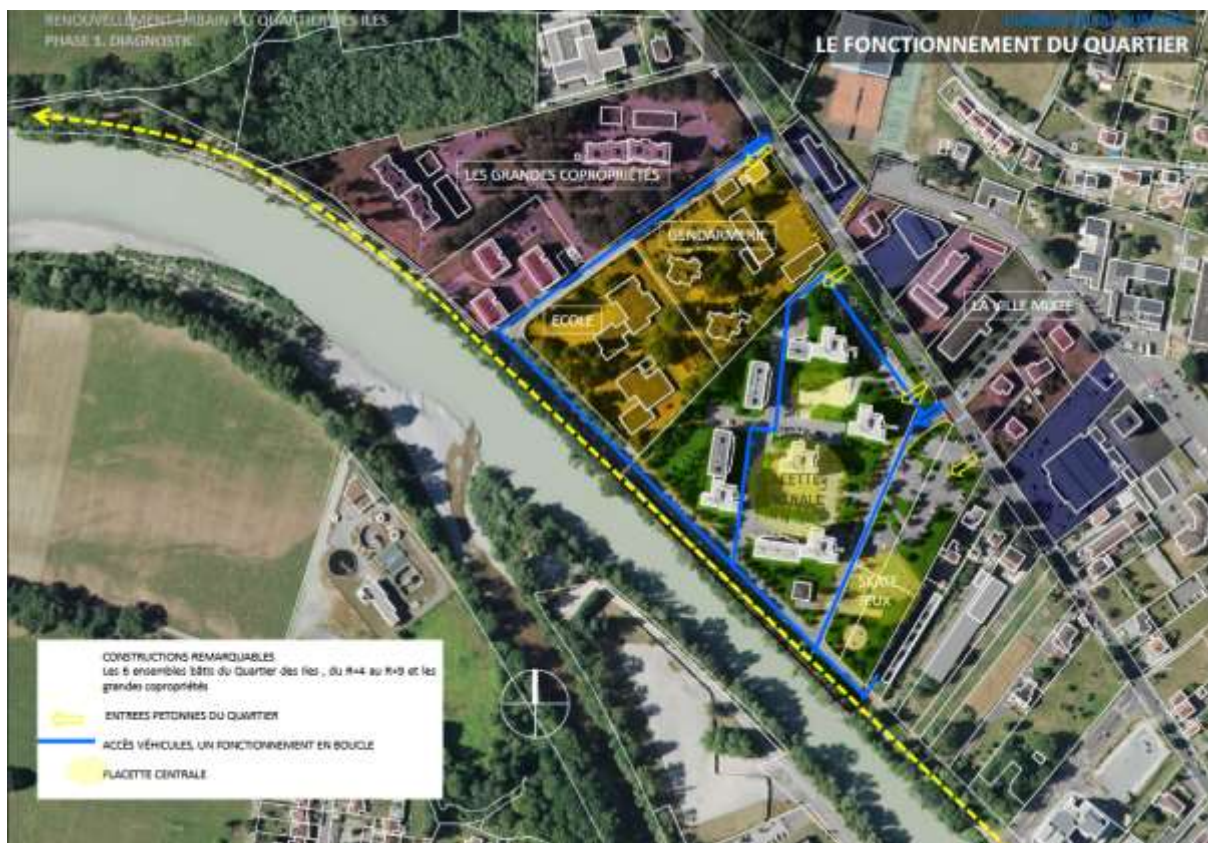 RENOUVELLEMENT URBAIN DU QUARTIER DES ILES
PHASE 1. DIAGNOSTIC
LE FONCTIONNEMENT DU QUARTIER
LES GRANDES COPROPRIÉTÉS
GENDARMERIE
ECOLE
LA VILLE MIXTE
SKATE
JEUX
CONSTRUCTIONS REMARQUABLES
Les 6 ensembles bâtis du Quartier des Iles , du R+4 au R+9 et les
grandes copropriétés
ENTREES PIETONNES DU QUARTIER
ACCÈS VÉHICULES, UN FONCTIONNEMENT EN BOUCLE
PLACETTE CENTRALE